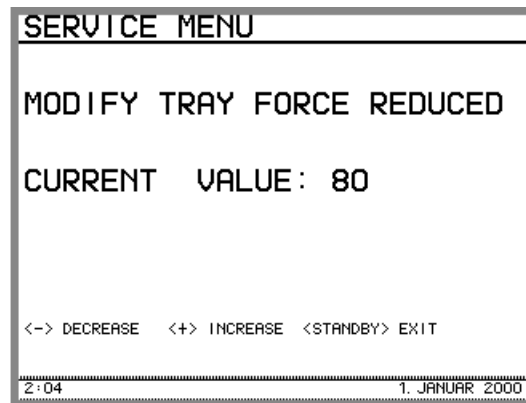 SERVICE MENU
MODIFY TRAY FORCE REDUCED
CURRENT VALUE: 80
<-> DECREASE <+> INCREASE <STANDBY> EXIT
2:04 1. JANUAR 2000